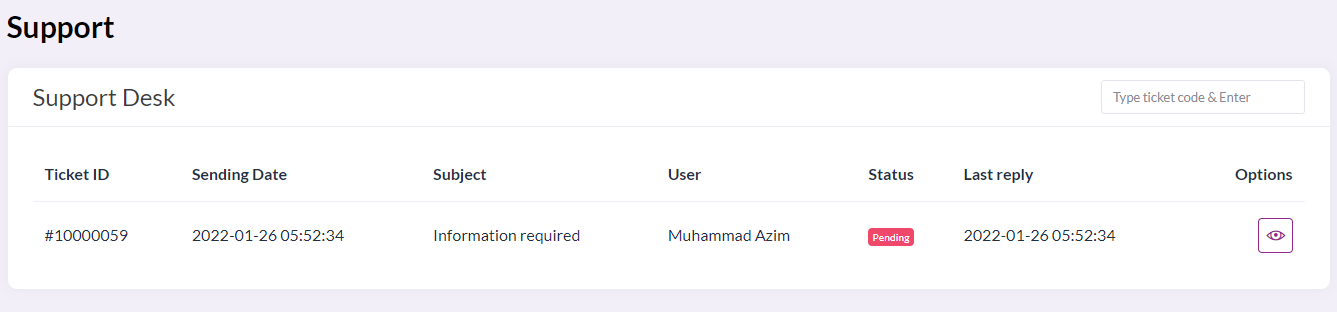 Support
Support Desk Type ticket code & Enter
Ticket ID Sending Date Subject User Status Last reply Options
#10000059 2022-01-26 05:52:34 Information required Muhammad Azim Pending 2022-01-26 05:52:34